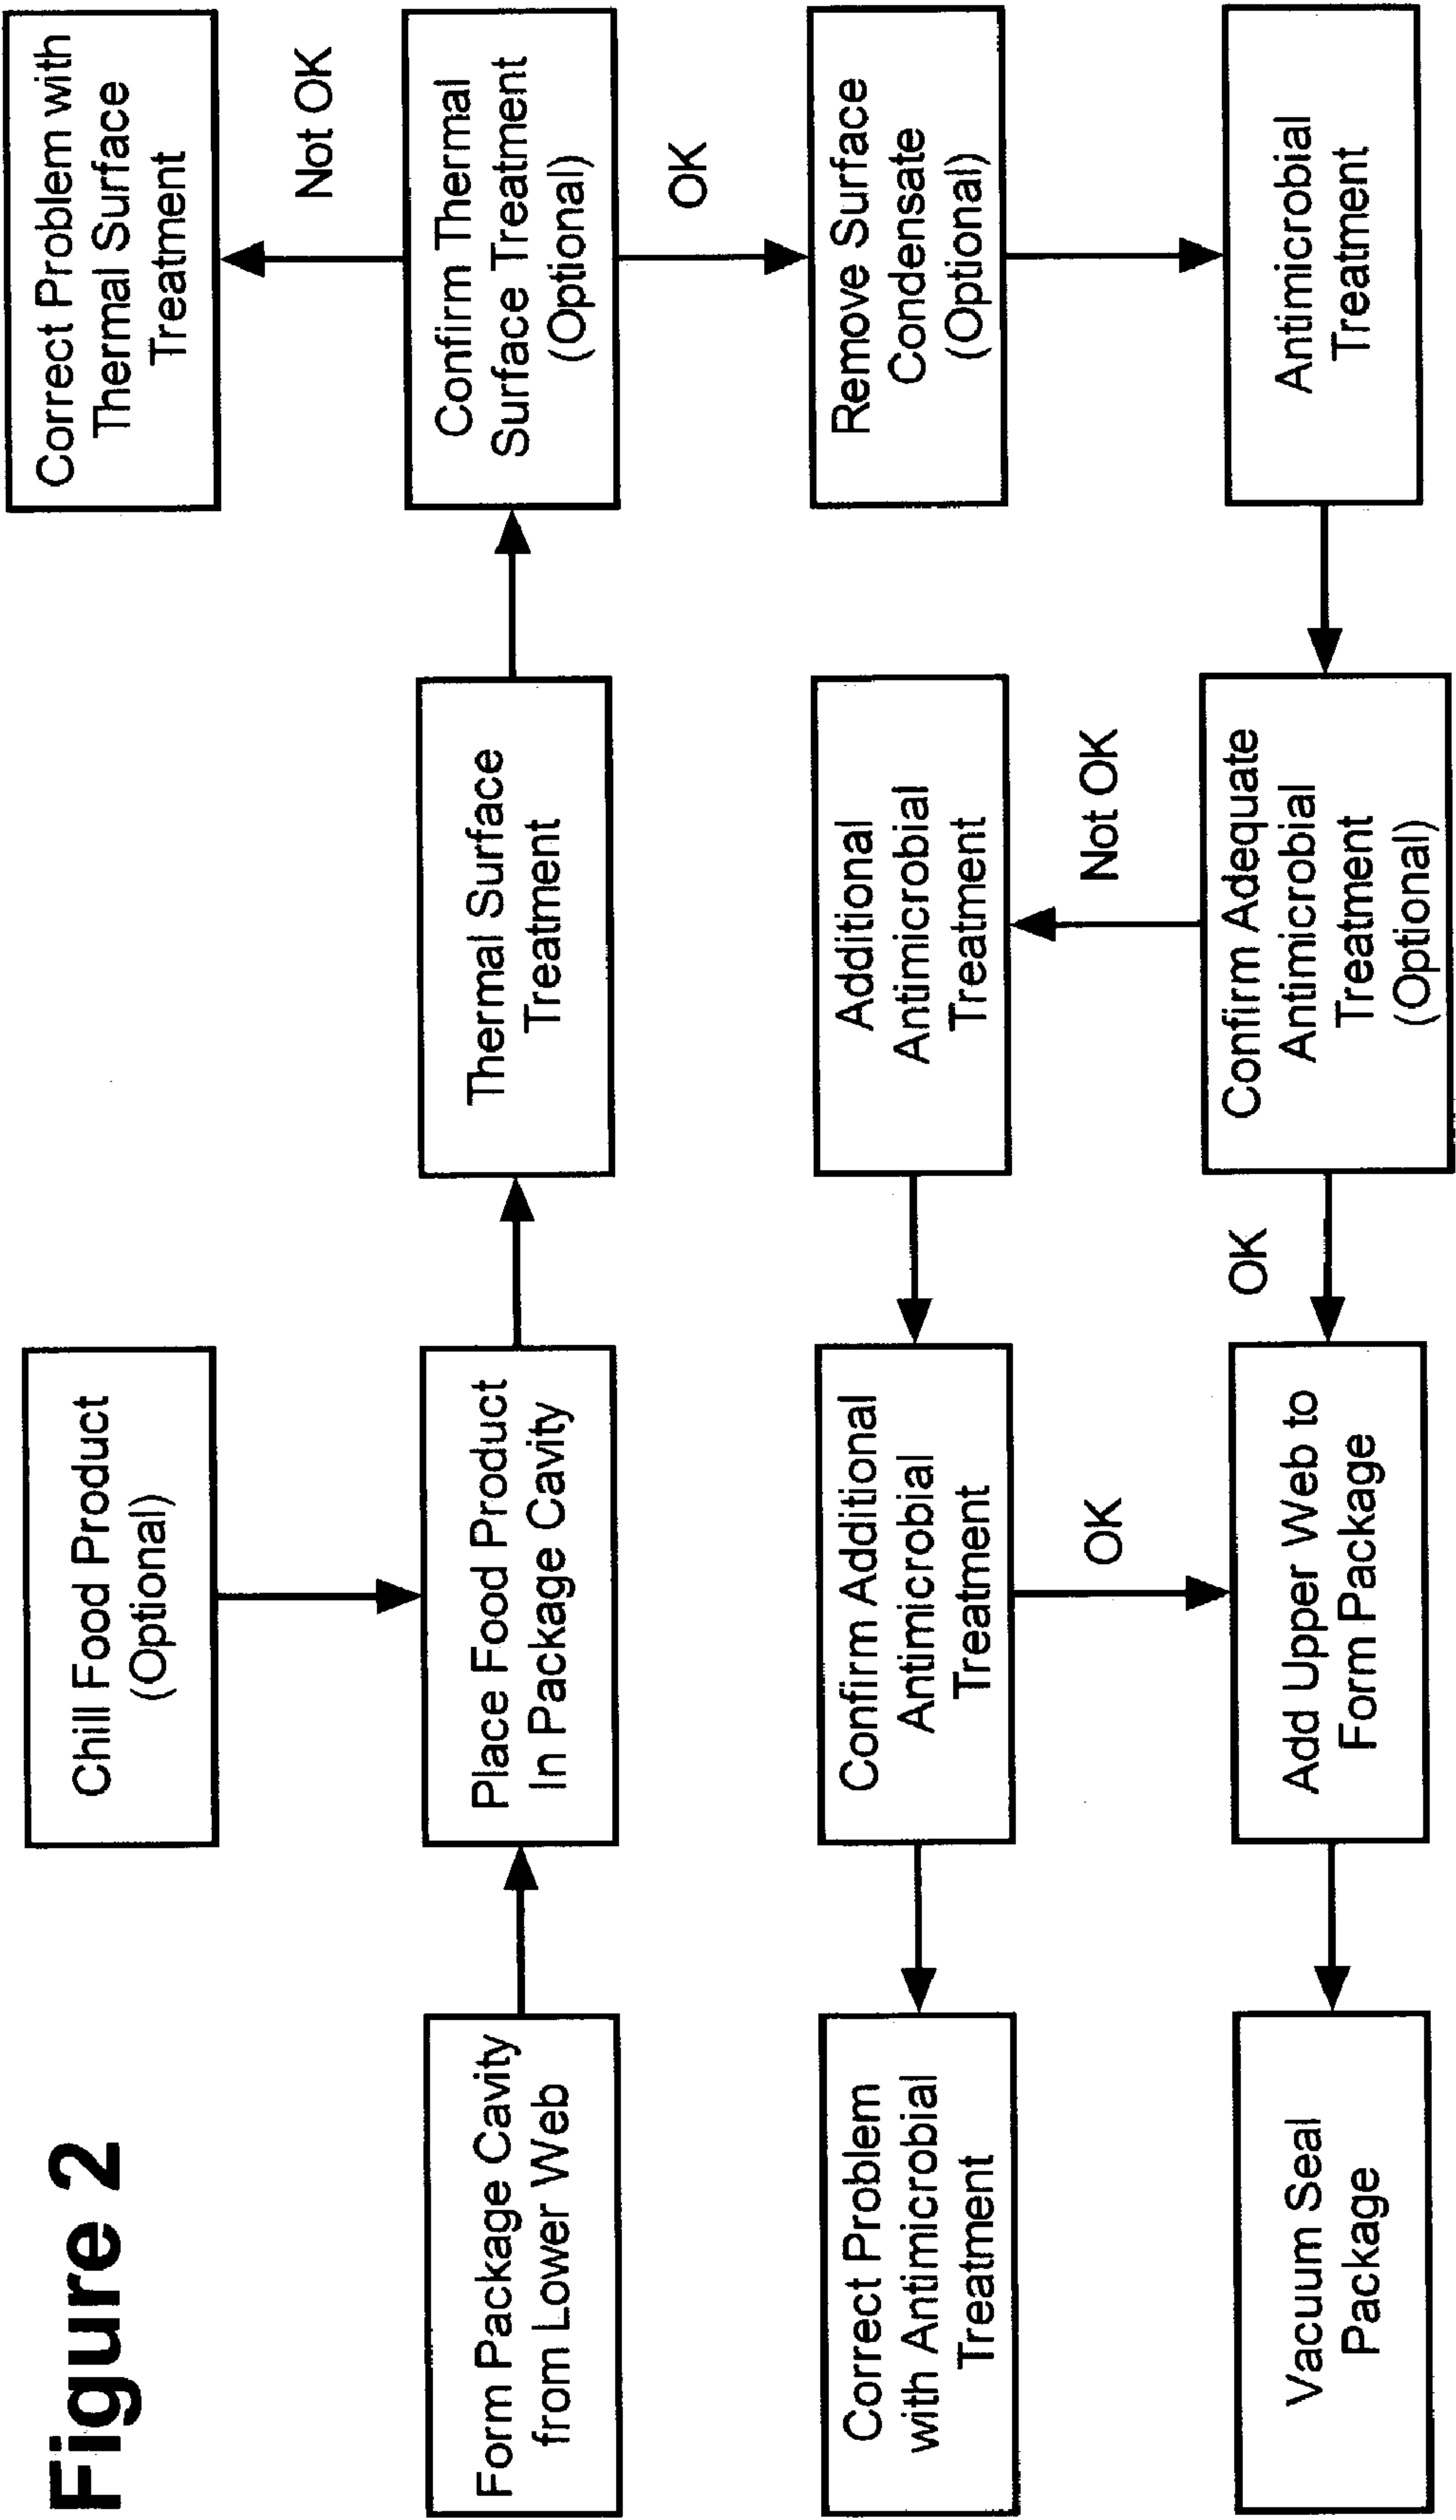 Figure 2
Chill Food Product
(Optional)
Correct Problem with
Thermal Surface
Treatment
Not OK
Form Package Cavity
from Lower Web
Place Food Product
In Package Cavity
Thermal Surface
Treatment
Confirm Thermal
Surface Treatment
(Optional)
OK
Correct Problem
with Antimicrobial
Treatment
Confirm Additional
Antimicrobial
Treatment
Additional
Antimicrobial
Treatment
Remove Surface
Condensate
(Optional)
OK
Not OK
Vacuum Seal
Package
Add Upper Web to
Form Package
OK
Confirm Adequate
Antimicrobial
Treatment
(Optional)
Antimicrobial
Treatment